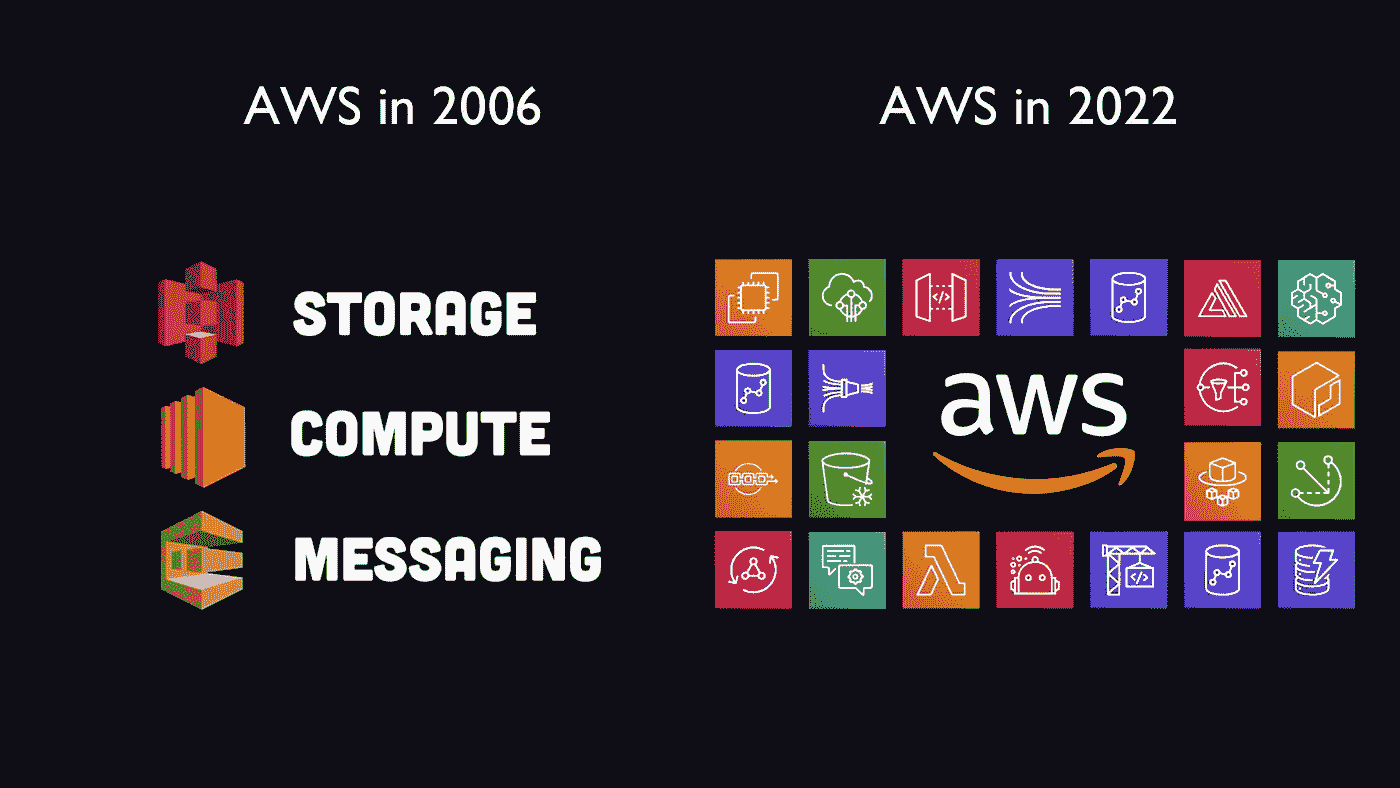 AWS in 2006
AWS in 2022
STORAGE
COMPUTE
MESSAGING
aws